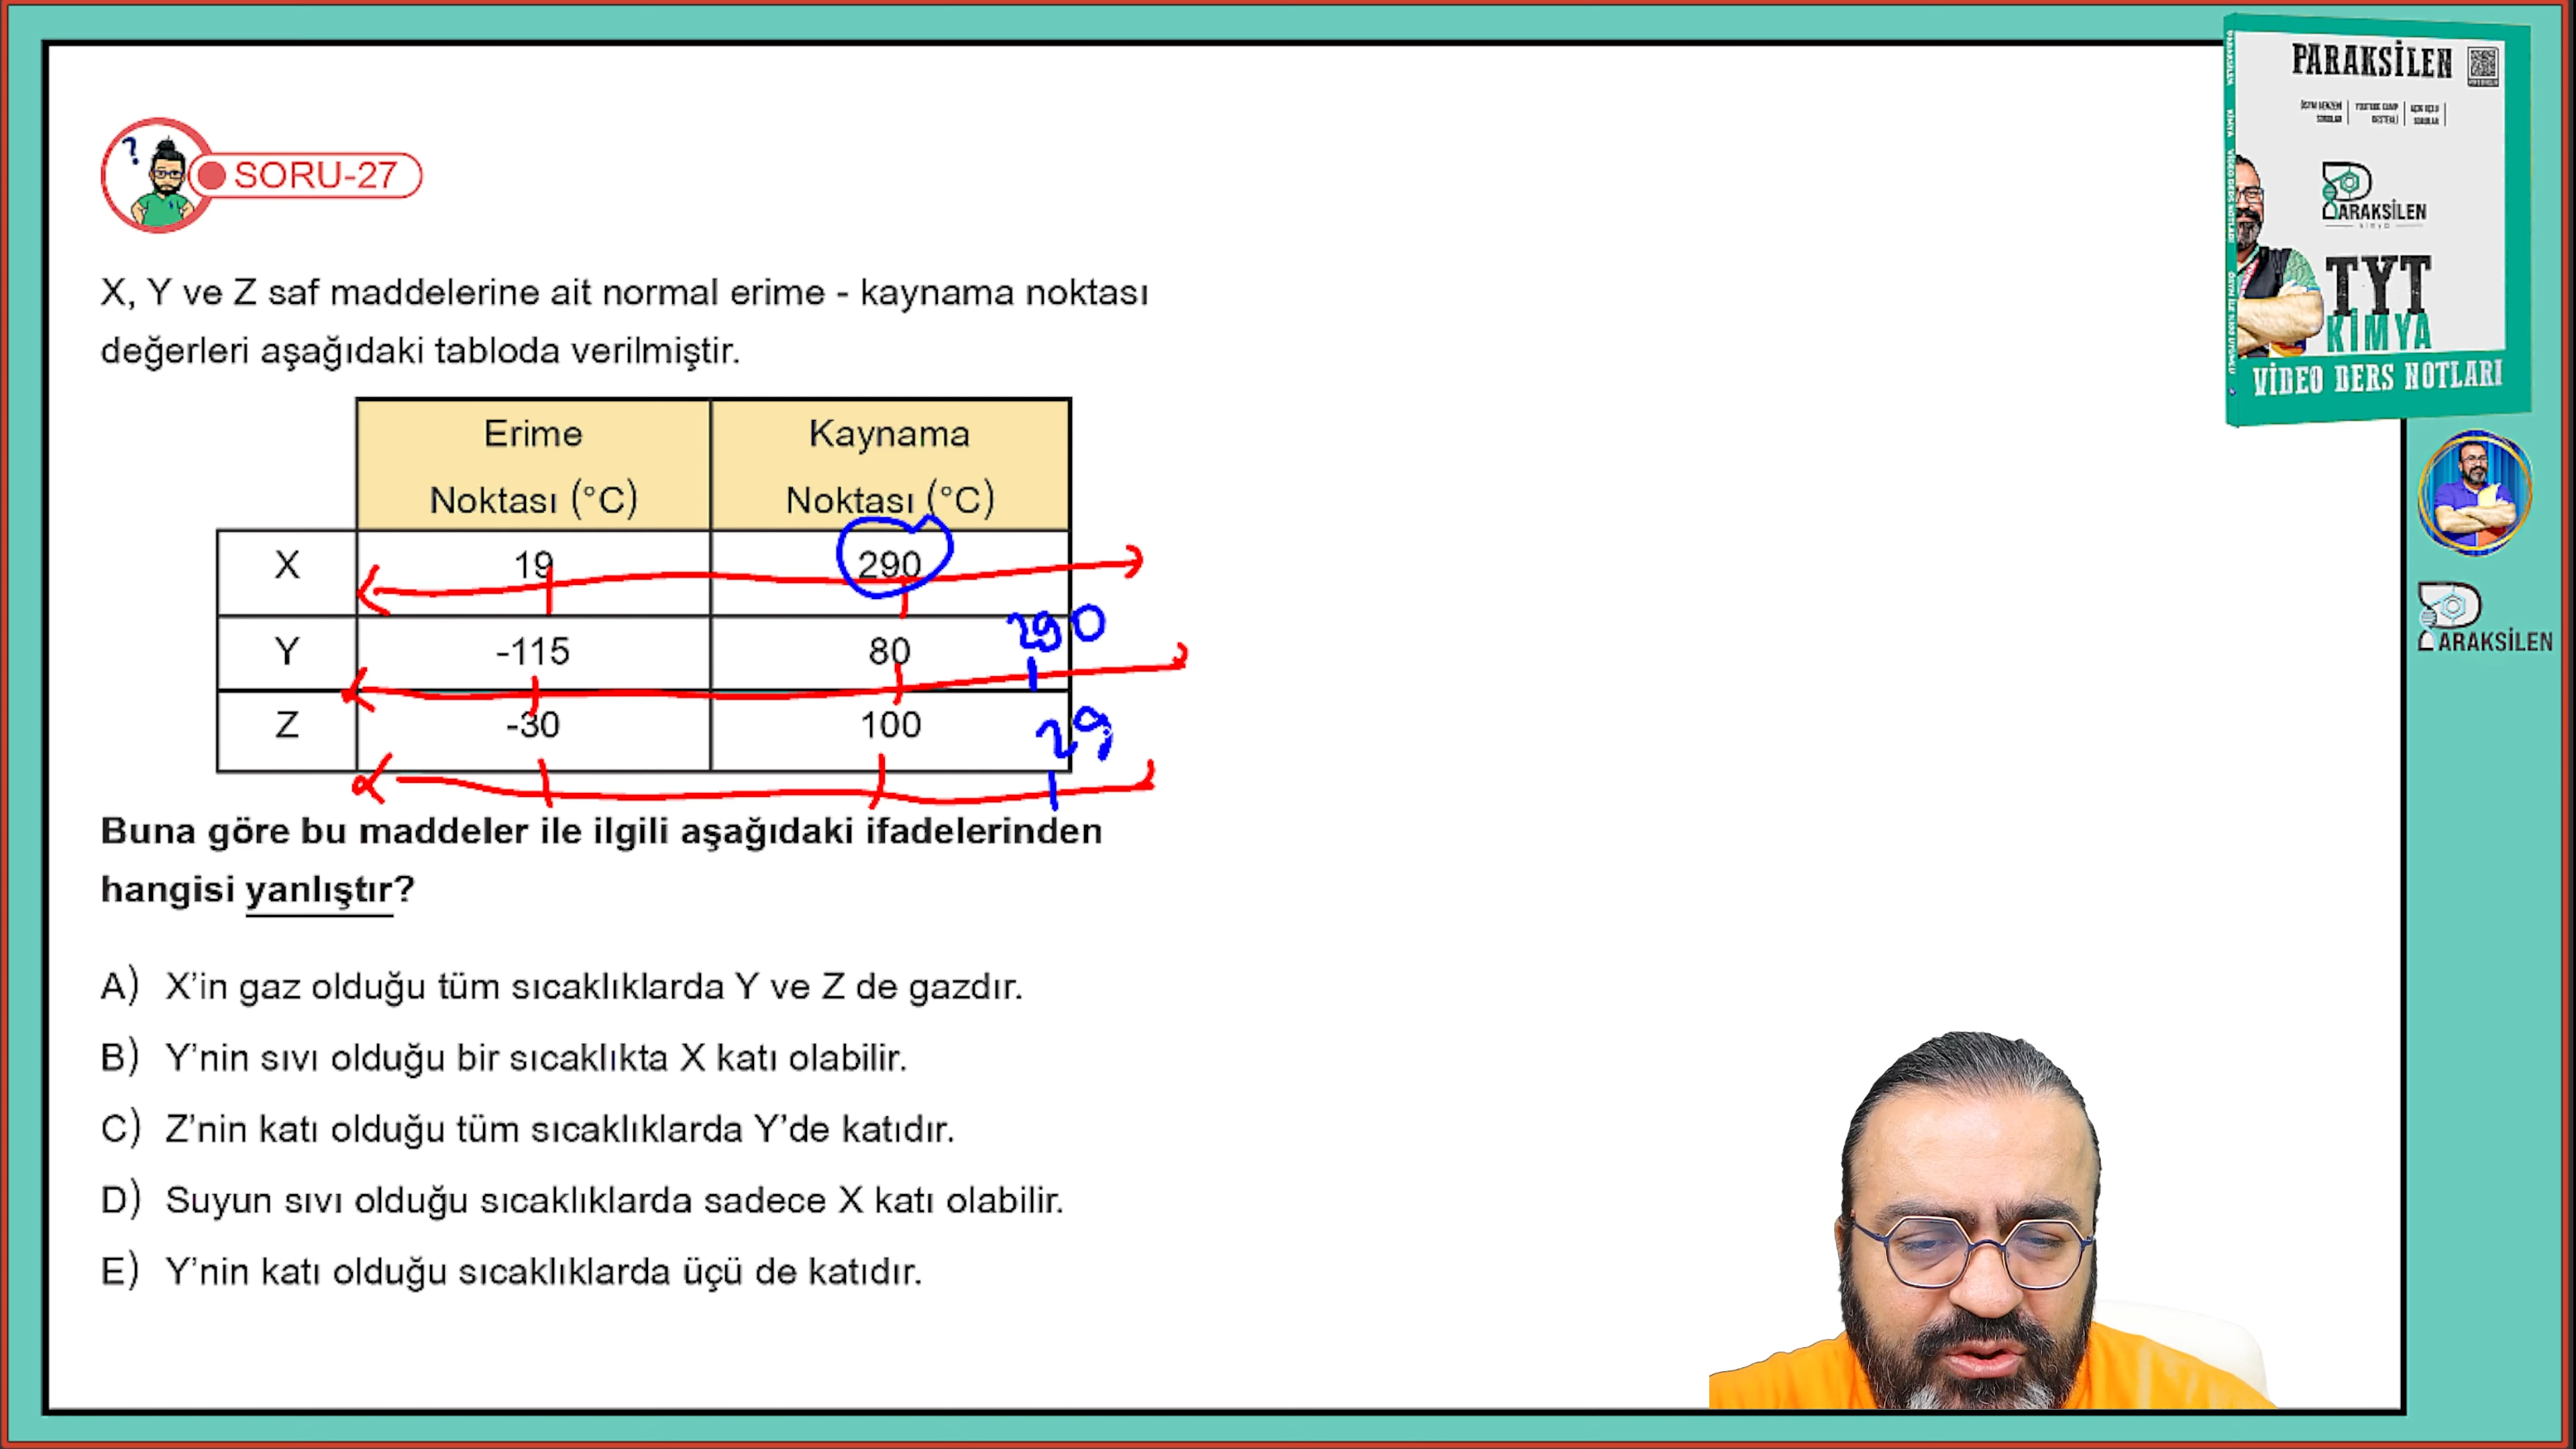 PARAKSİLEN
ARAKSİLEN
TYT
KİMYA
VİDEO DERS NOTLARI
ARAKSİLEN
?
SORU-27
X, Y ve Z saf maddelerine ait normal erime - kaynama noktası
değerleri aşağıdaki tabloda verilmiştir.
Erime Noktası (°C) Kaynama Noktası (°C)
X 19 290
290
Y -115 80
Z -30 100 29
Buna göre bu maddeler ile ilgili aşağıdaki ifadelerinden
hangisi yanlıştır?
A) X’in gaz olduğu tüm sıcaklıklarda Y ve Z de gazdır.
B) Y’nin sıvı olduğu bir sıcaklıkta X katı olabilir.
C) Z’nin katı olduğu tüm sıcaklıklarda Y’de katıdır.
D) Suyun sıvı olduğu sıcaklıklarda sadece X katı olabilir.
E) Y’nin katı olduğu sıcaklıklarda üçü de katıdır.